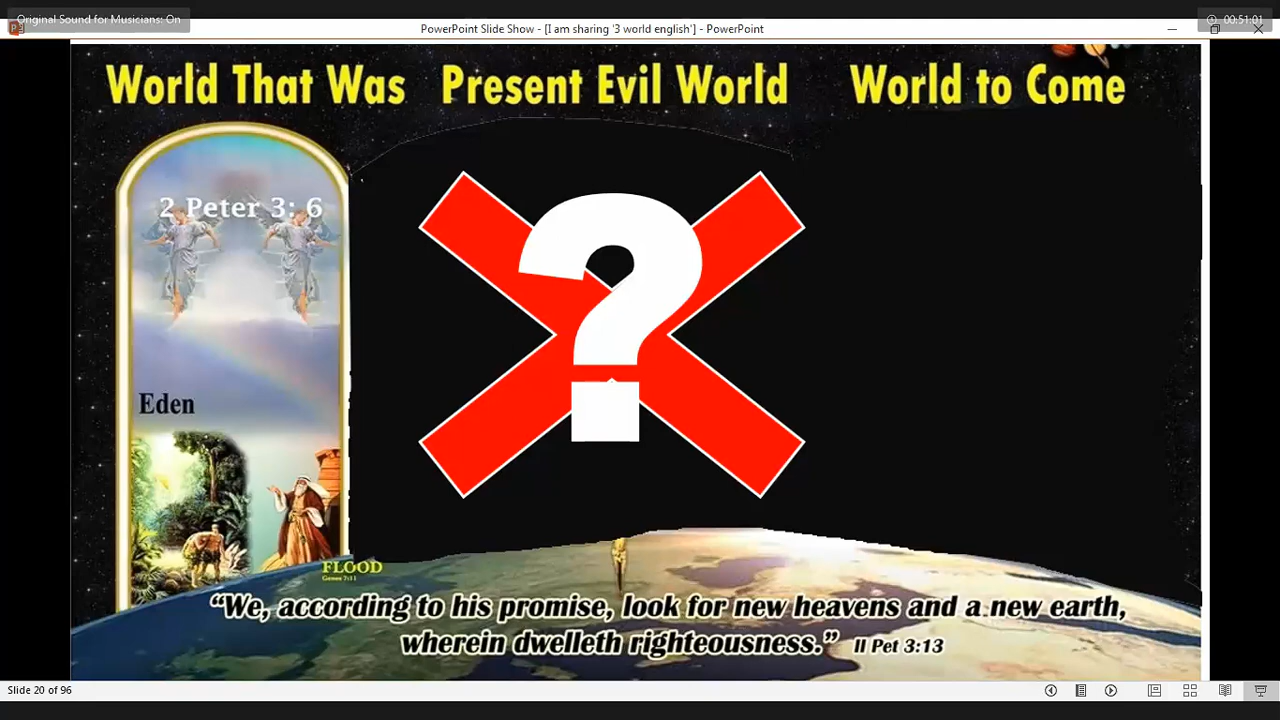 Original Sound for Musicians: On
00:51:01
PowerPoint Slide Show - [I am sharing '3 world english'] - PowerPoint
World That Was Present Evil World World to Come
2 Peter 3: 6
Eden
FLOOD
Genes 7:11
?
“We, according to his promise, look for new heavens and a new earth,
wherein dwelleth righteousness.” II Pet 3:13
Slide 20 of 96